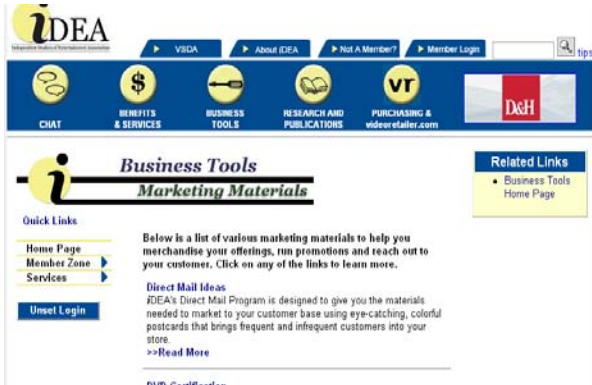 iDEA
VSDA
About iDEA
Not A Member?
Member Login
tips
CHAT
$
BENEFITS
& SERVICES
BUSINESS
TOOLS
RESEARCH AND
PUBLICATIONS
VT
PURCHASING &
videoretailer.com
D&H
i
Business Tools
Marketing Materials
Related Links
Business Tools
Home Page
Quick Links
Home Page
Member Zone
Services
Unset Login
Below is a list of various marketing materials to help you
merchandise your offerings, run promotions and reach out to
your customer. Click on any of the links to learn more.
Direct Mail Ideas
iDEA's Direct Mail Program is designed to give you the materials
needed to market to your customer base using eye-catching, colorful
postcards that brings frequent and infrequent customers into your
store.
>>Read More
DVD Certification